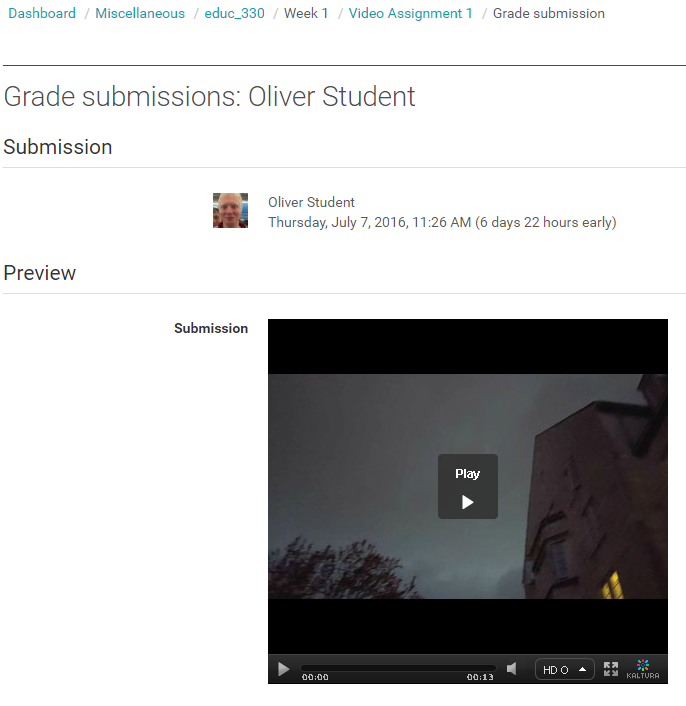 Dashboard / Miscellaneous / educ_330 / Week 1 / Video Assignment 1 / Grade submission
Grade submissions: Oliver Student
Submission
Oliver Student
Thursday, July 7, 2016, 11:26 AM (6 days 22 hours early)
Preview
Submission
Play
00:00
00:13
HD O
KALTURA